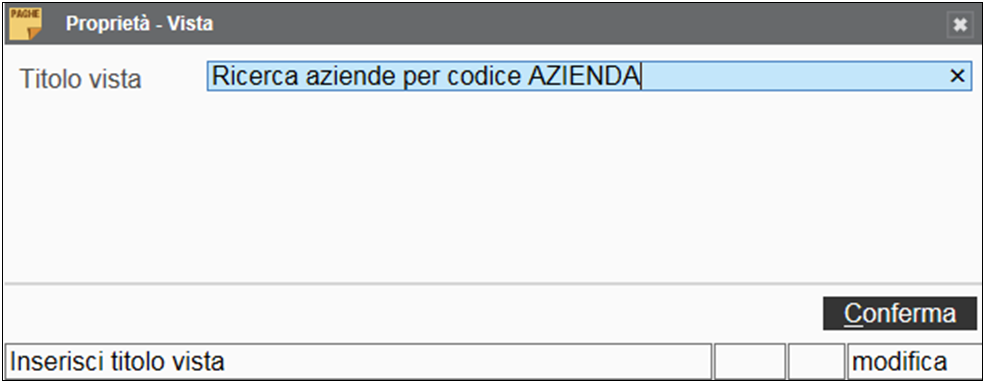 PAGHE
Proprietà - Vista
Titolo vista
Ricerca aziende per codice AZIENDA
Conferma
Inserisci titolo vista
modifica